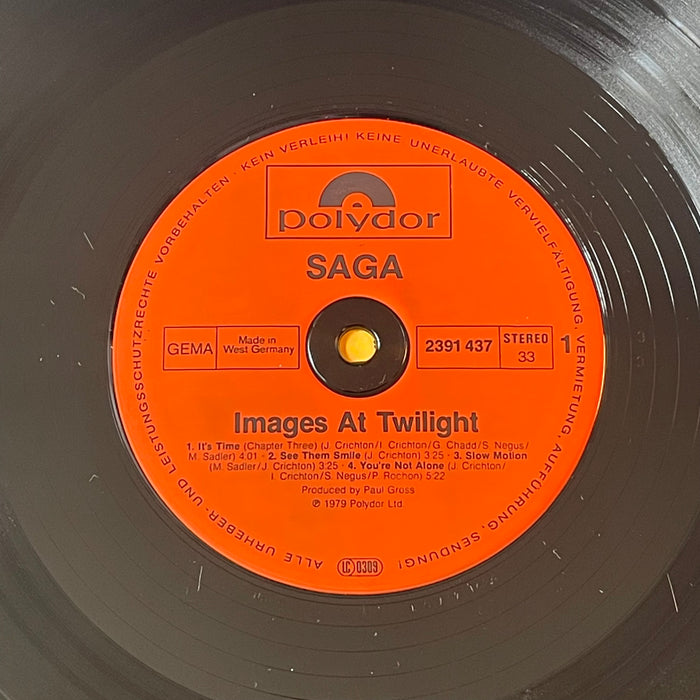 ALLE URHEBER- UND LEISTUNGSSCHUTZRECHTE VORBEHALTEN · KEIN VERLEIH! KEINE UNERLAUBTE VERVIELFÄLTIGUNG, VERMIETUNG, AUFFÜHRUNG, SENDUNG!
polydor
SAGA
GEMA
Made in
West Germany
2391 437
STEREO
33
1
Images At Twilight
1. It's Time (Chapter Three) (J. Crichton/I. Crichton/G. Chadd/S. Negus/
M. Sadler) 4:01 · 2. See Them Smile (J. Crichton) 3:25 · 3. Slow Motion
(M. Sadler/J. Crichton) 3:25 · 4. You're Not Alone (J. Crichton/
I. Crichton/S. Negus/P. Rochon) 5:22
Produced by Paul Gross
℗ 1979 Polydor Ltd.
LC 0309